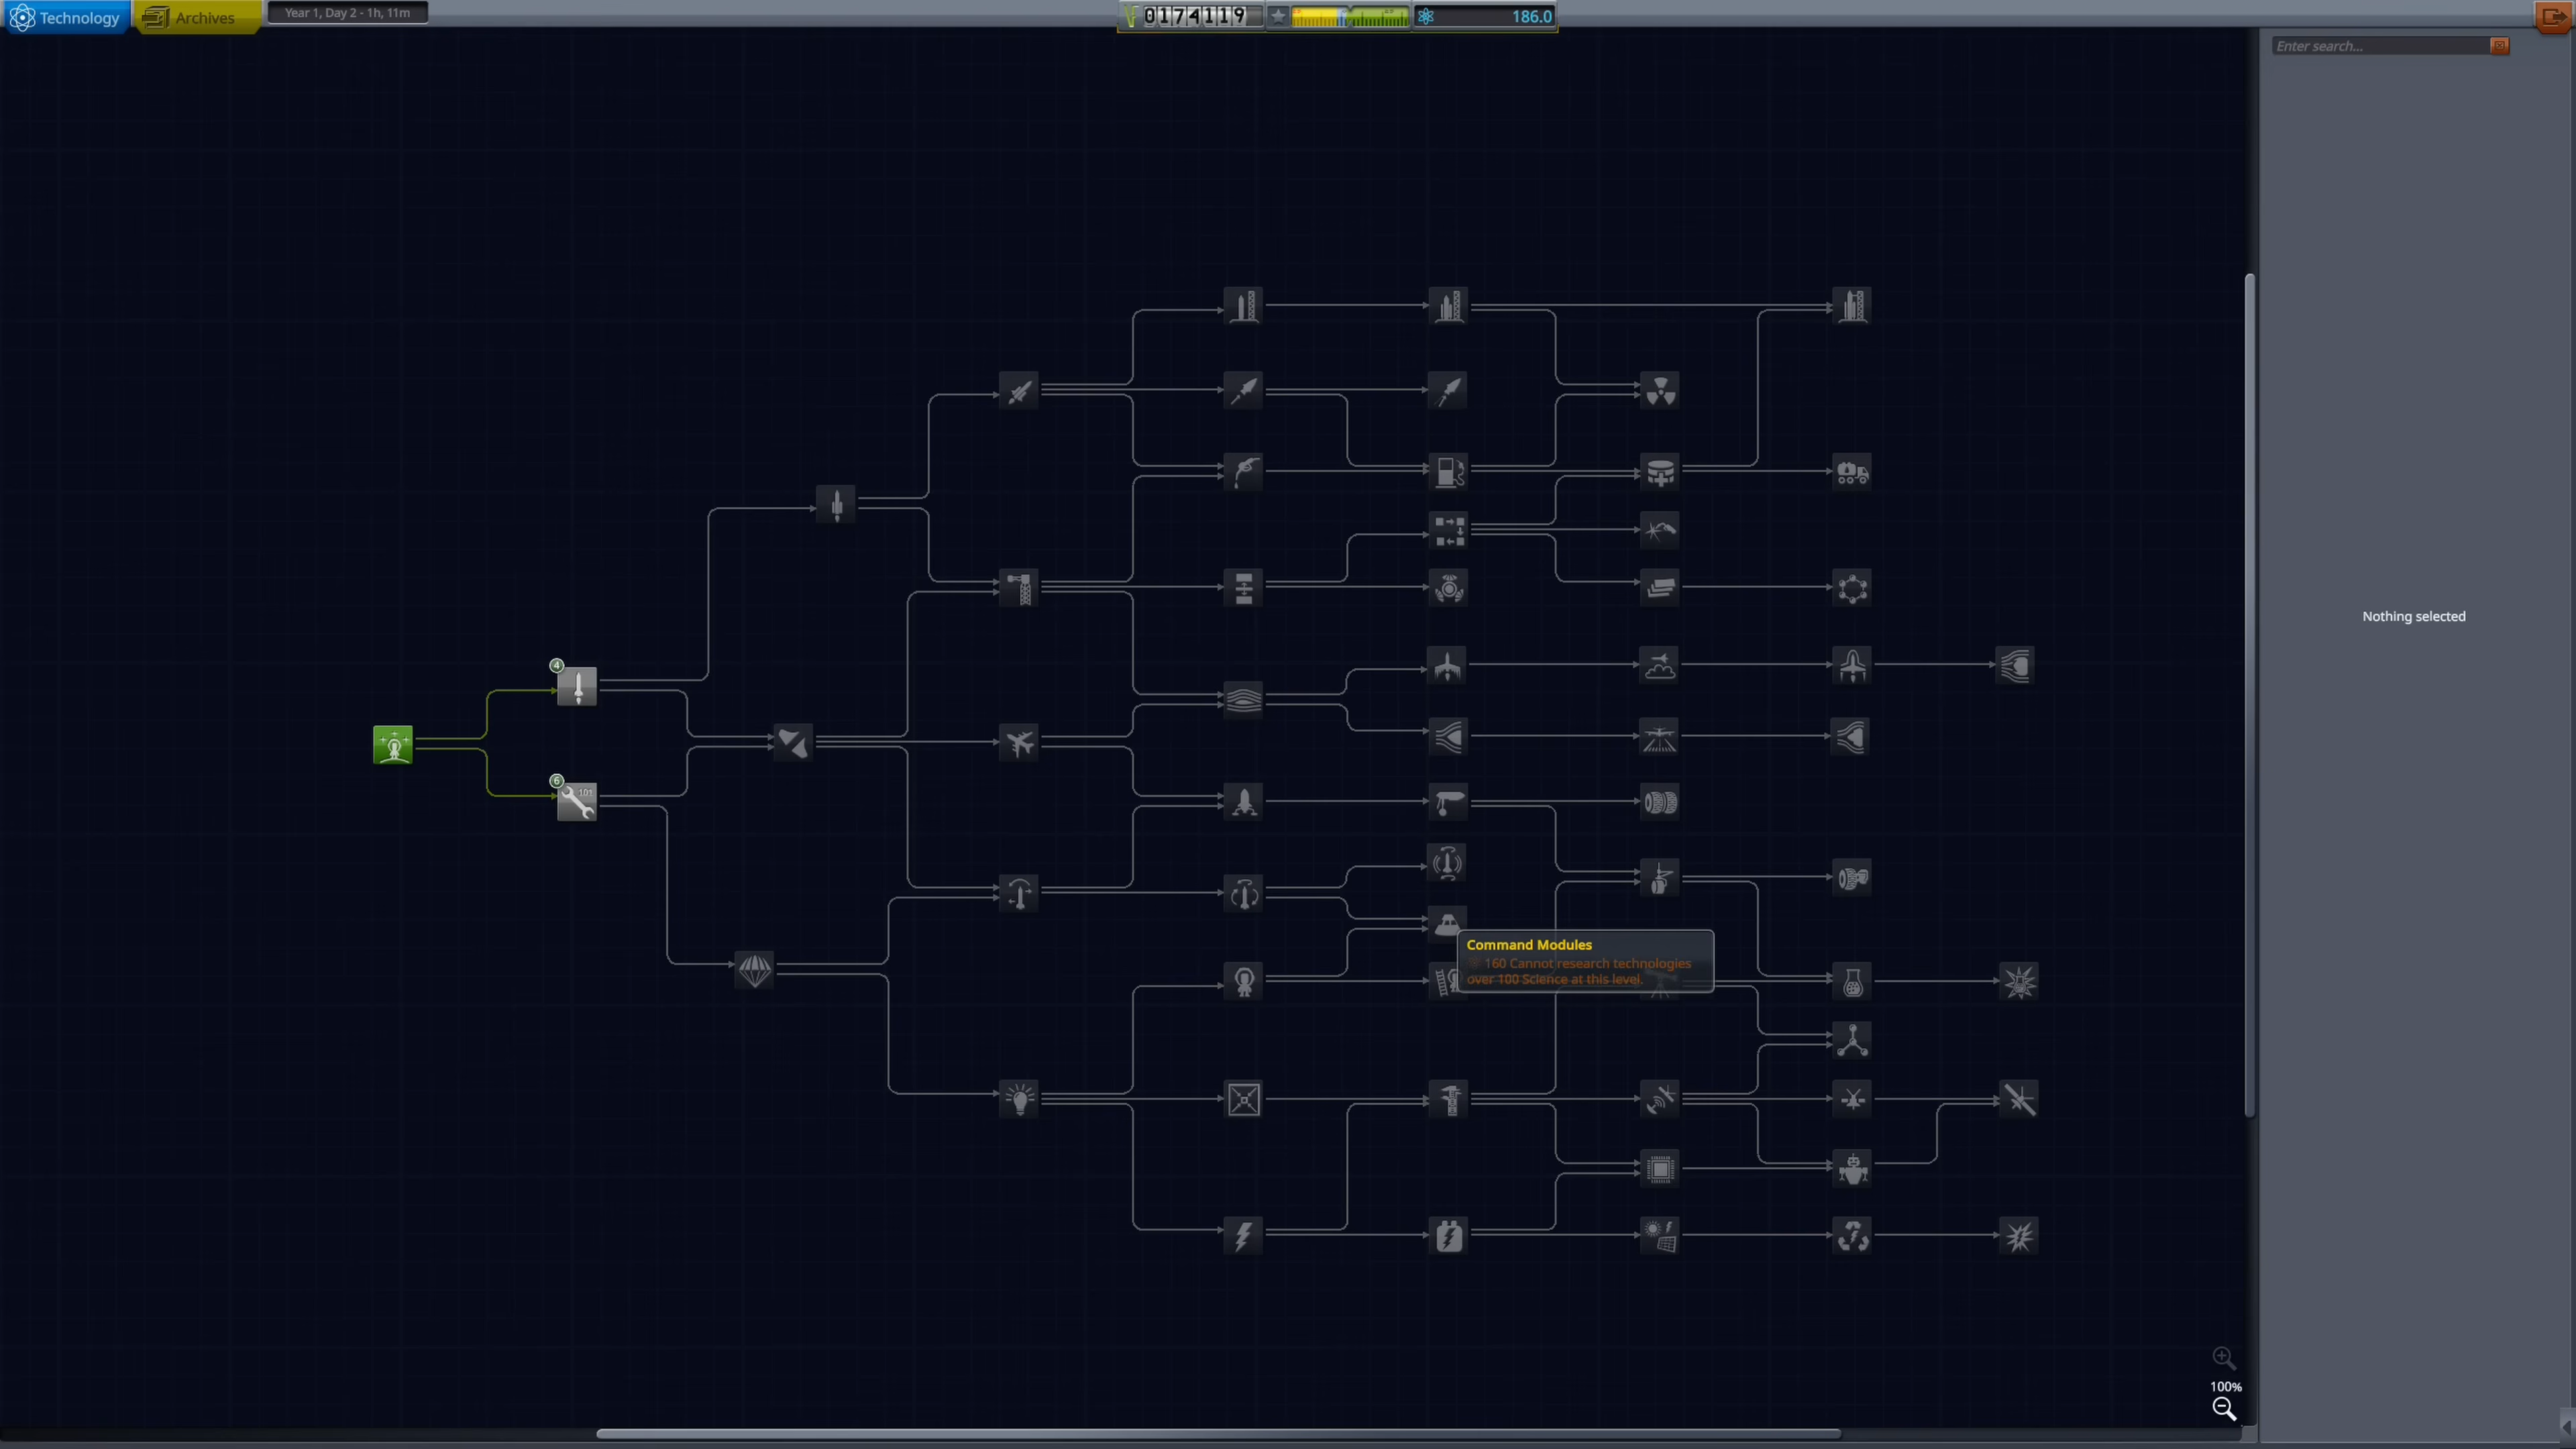 Technology
Archives
Year 1, Day 2 - 1h, 11m
0174119
186.0
Enter search...
4
6
101
Nothing selected
Command Modules
160 Cannot research technologies
over 100 Science at this level.
100%